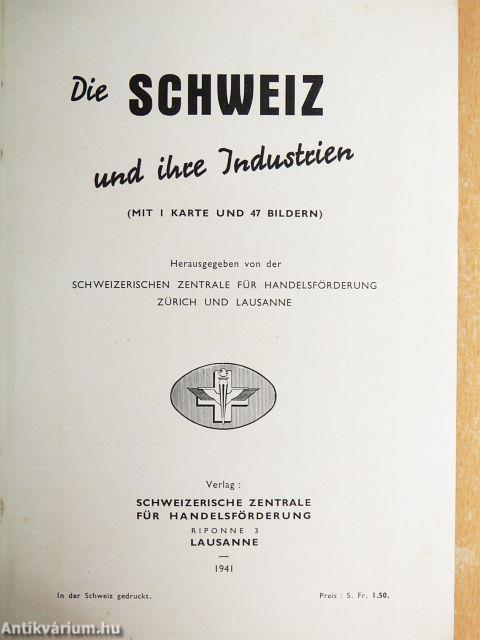 Die SCHWEIZ
und ihre Industrien
(MIT 1 KARTE UND 47 BILDERN)
Herausgegeben von der
SCHWEIZERISCHEN ZENTRALE FÜR HANDELSFÖRDERUNG
ZÜRICH UND LAUSANNE
Verlag :
SCHWEIZERISCHE ZENTRALE
FÜR HANDELSFÖRDERUNG
RIPONNE 3
LAUSANNE
—
1941
In der Schweiz gedruckt. Preis : S. Fr. 1.50.
Antikvárium.hu